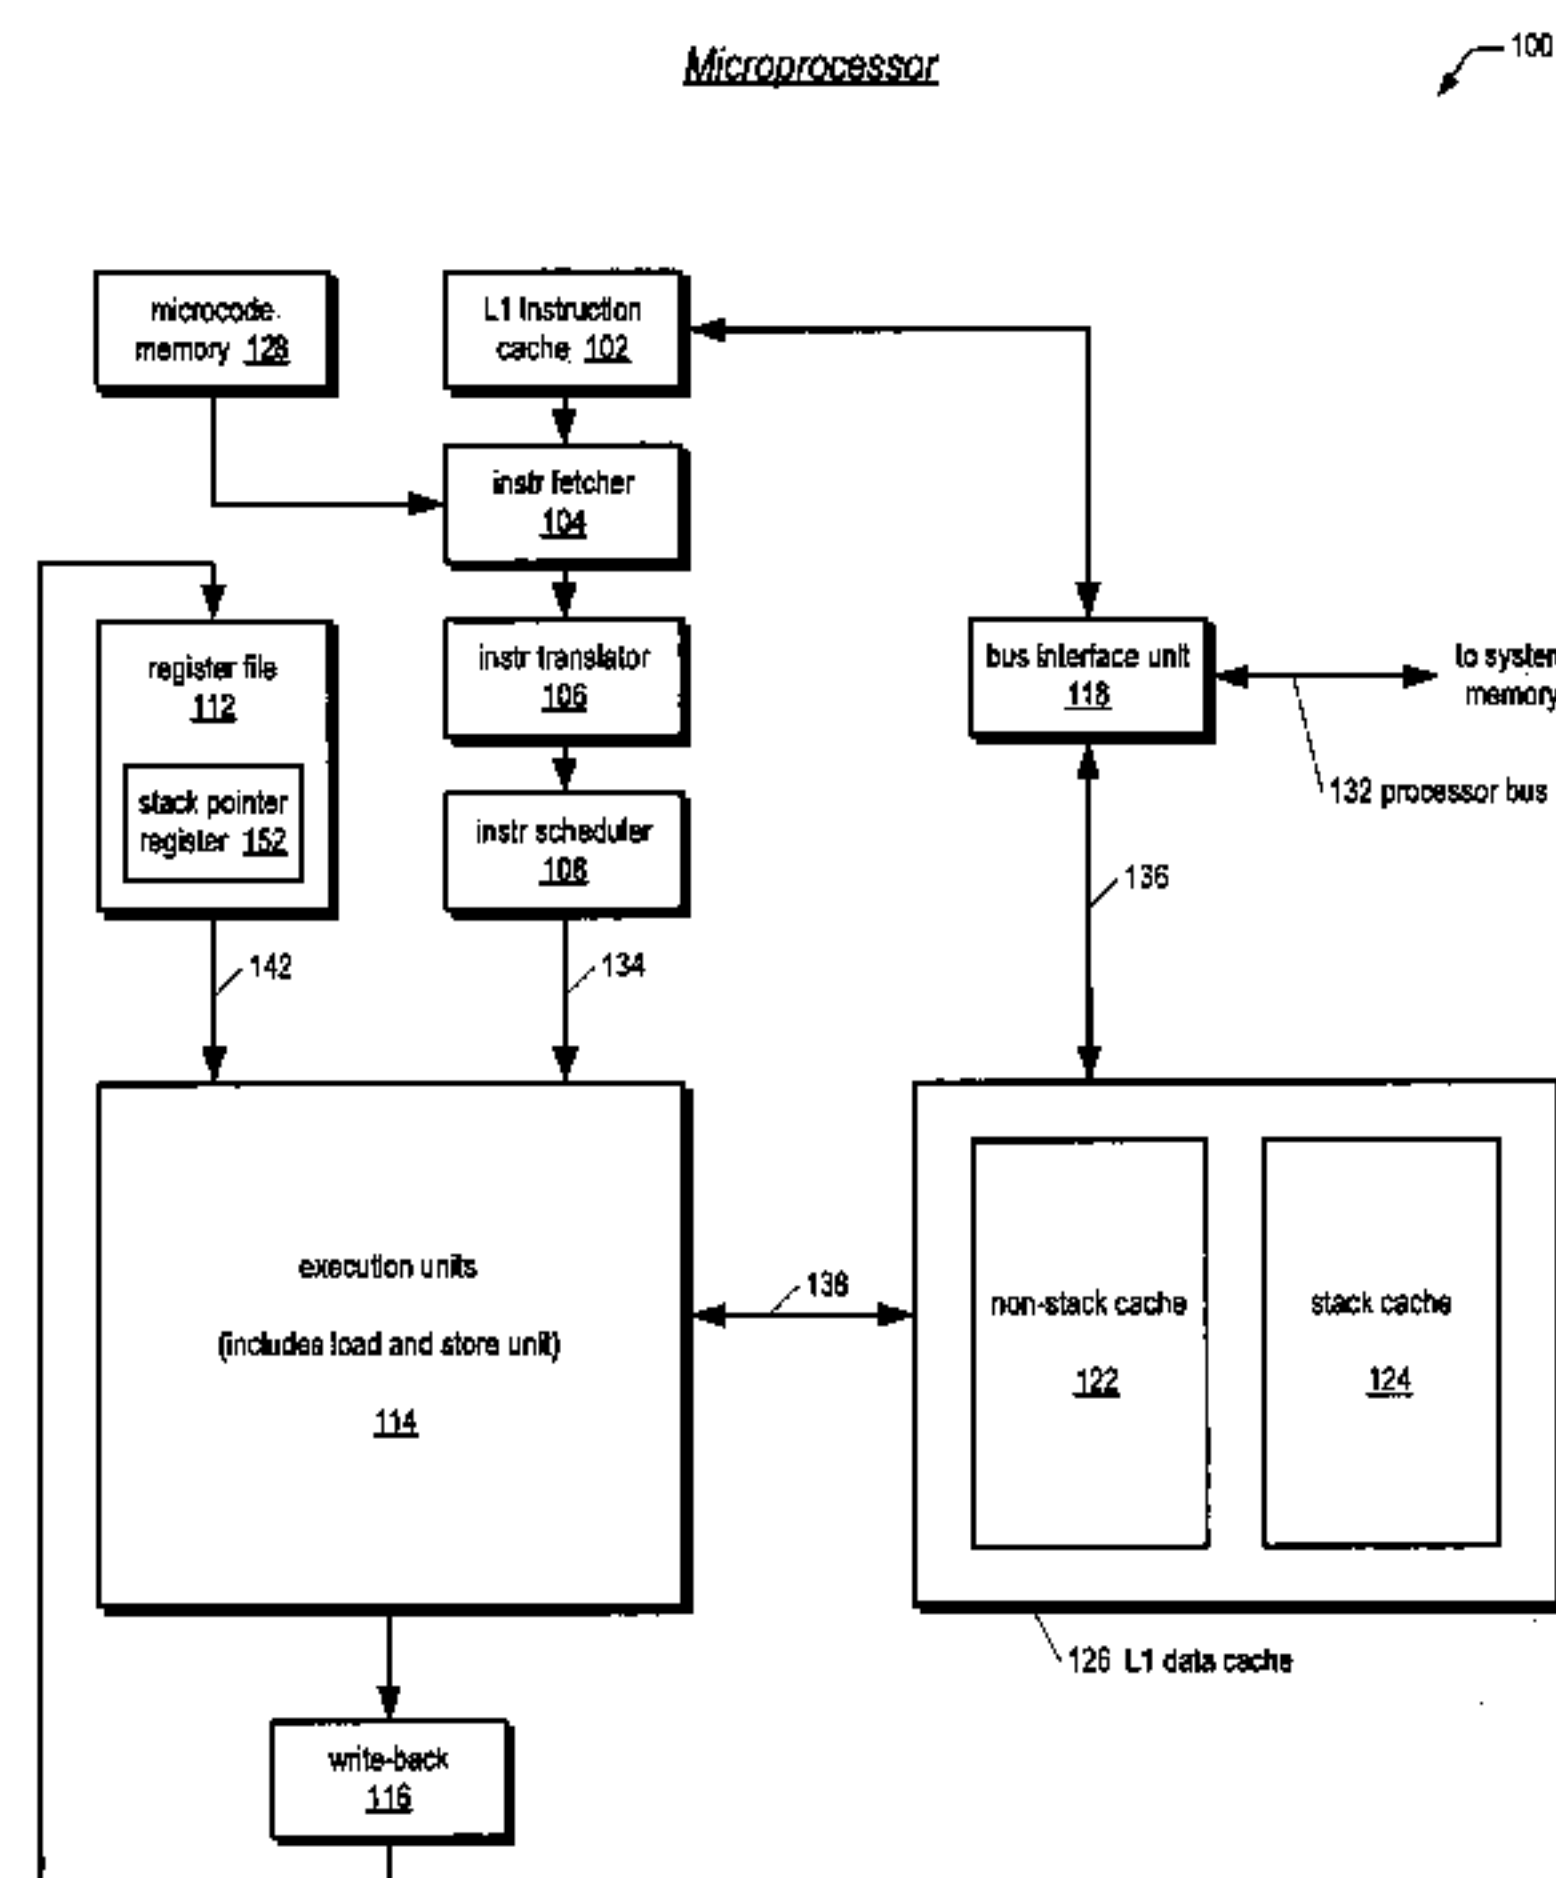 Microprocessor
100
microcode
memory 128
L1 instruction
cache 102
instr fetcher
104
register file
112
stack pointer
register 152
instr translator
106
instr scheduler
108
bus interface unit
118
to system
memory
132 processor bus
136
142
134
execution units
(includes load and store unit)
114
138
non-stack cache
122
stack cache
124
126 L1 data cache
write-back
116